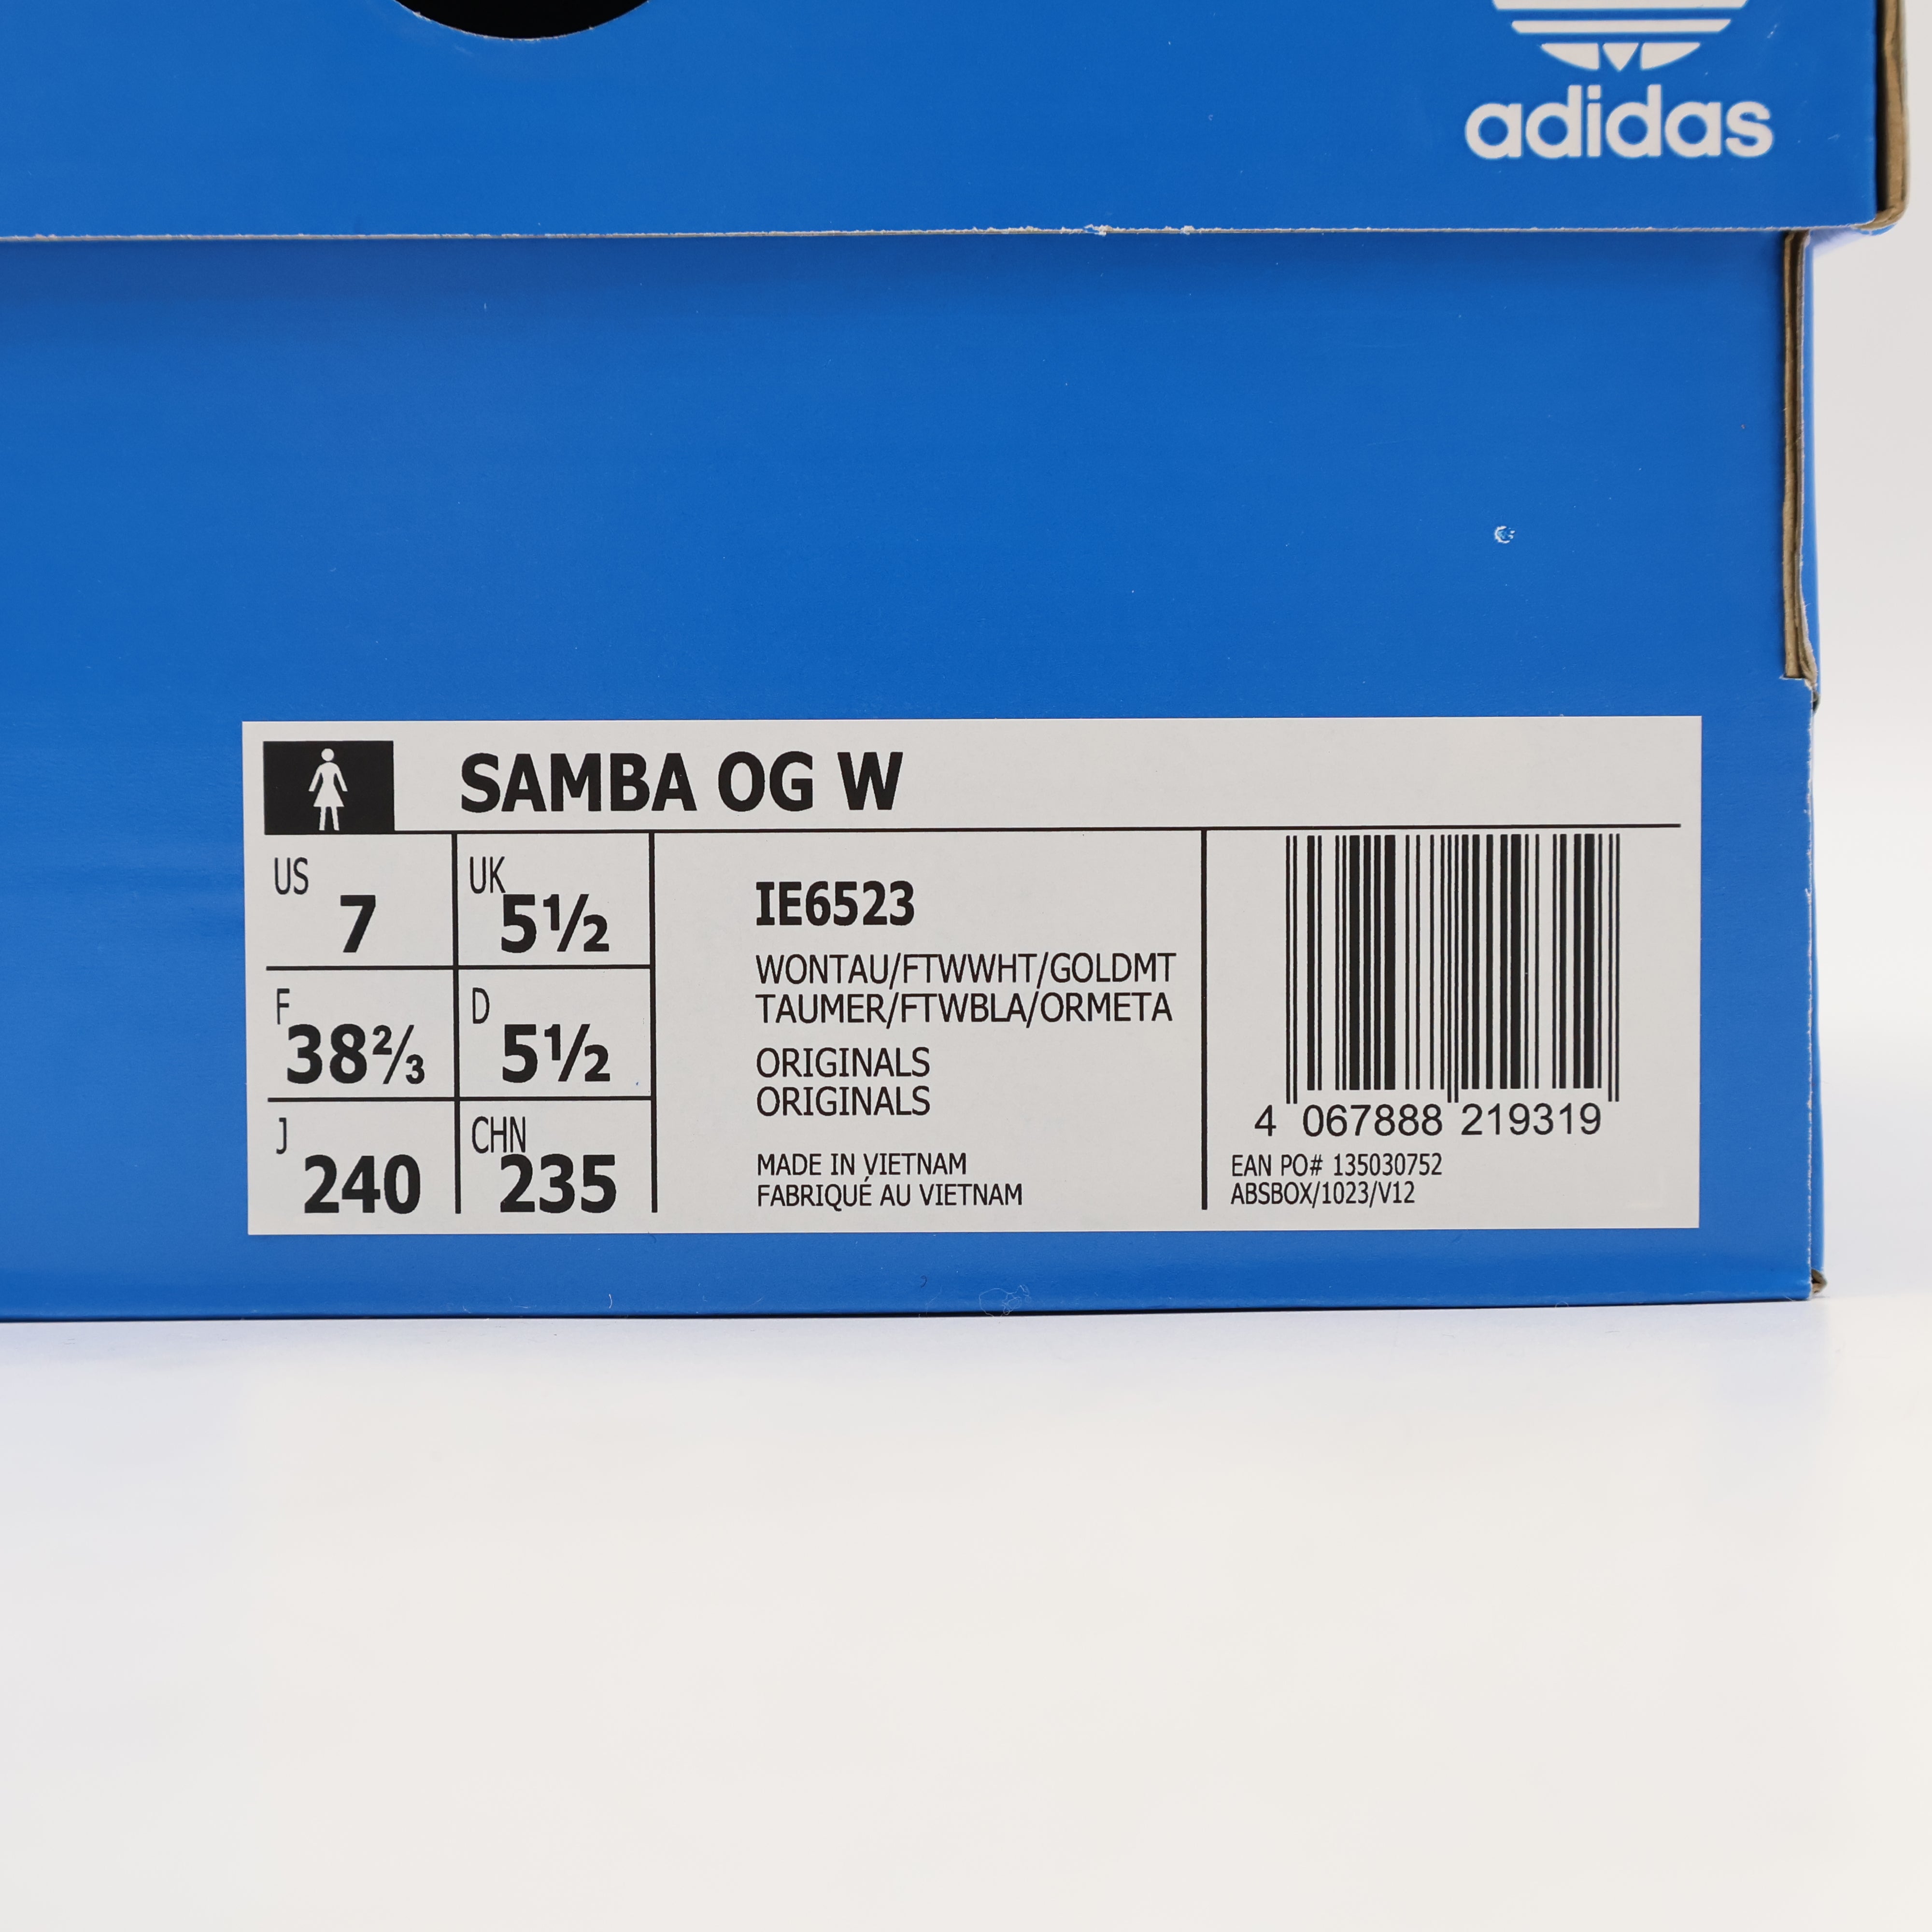 adidas
SAMBA OG W
US 7
UK 5½
F 38⅔
D 5½
J 240
CHN 235
IE6523
WONTAU/FTWWHT/GOLDMT
TAUMER/FTWBLA/ORMETA
ORIGINALS
ORIGINALS
MADE IN VIETNAM
FABRIQUÉ AU VIETNAM
4 067888 219319
EAN PO# 135030752
ABSBOX/1023/V12